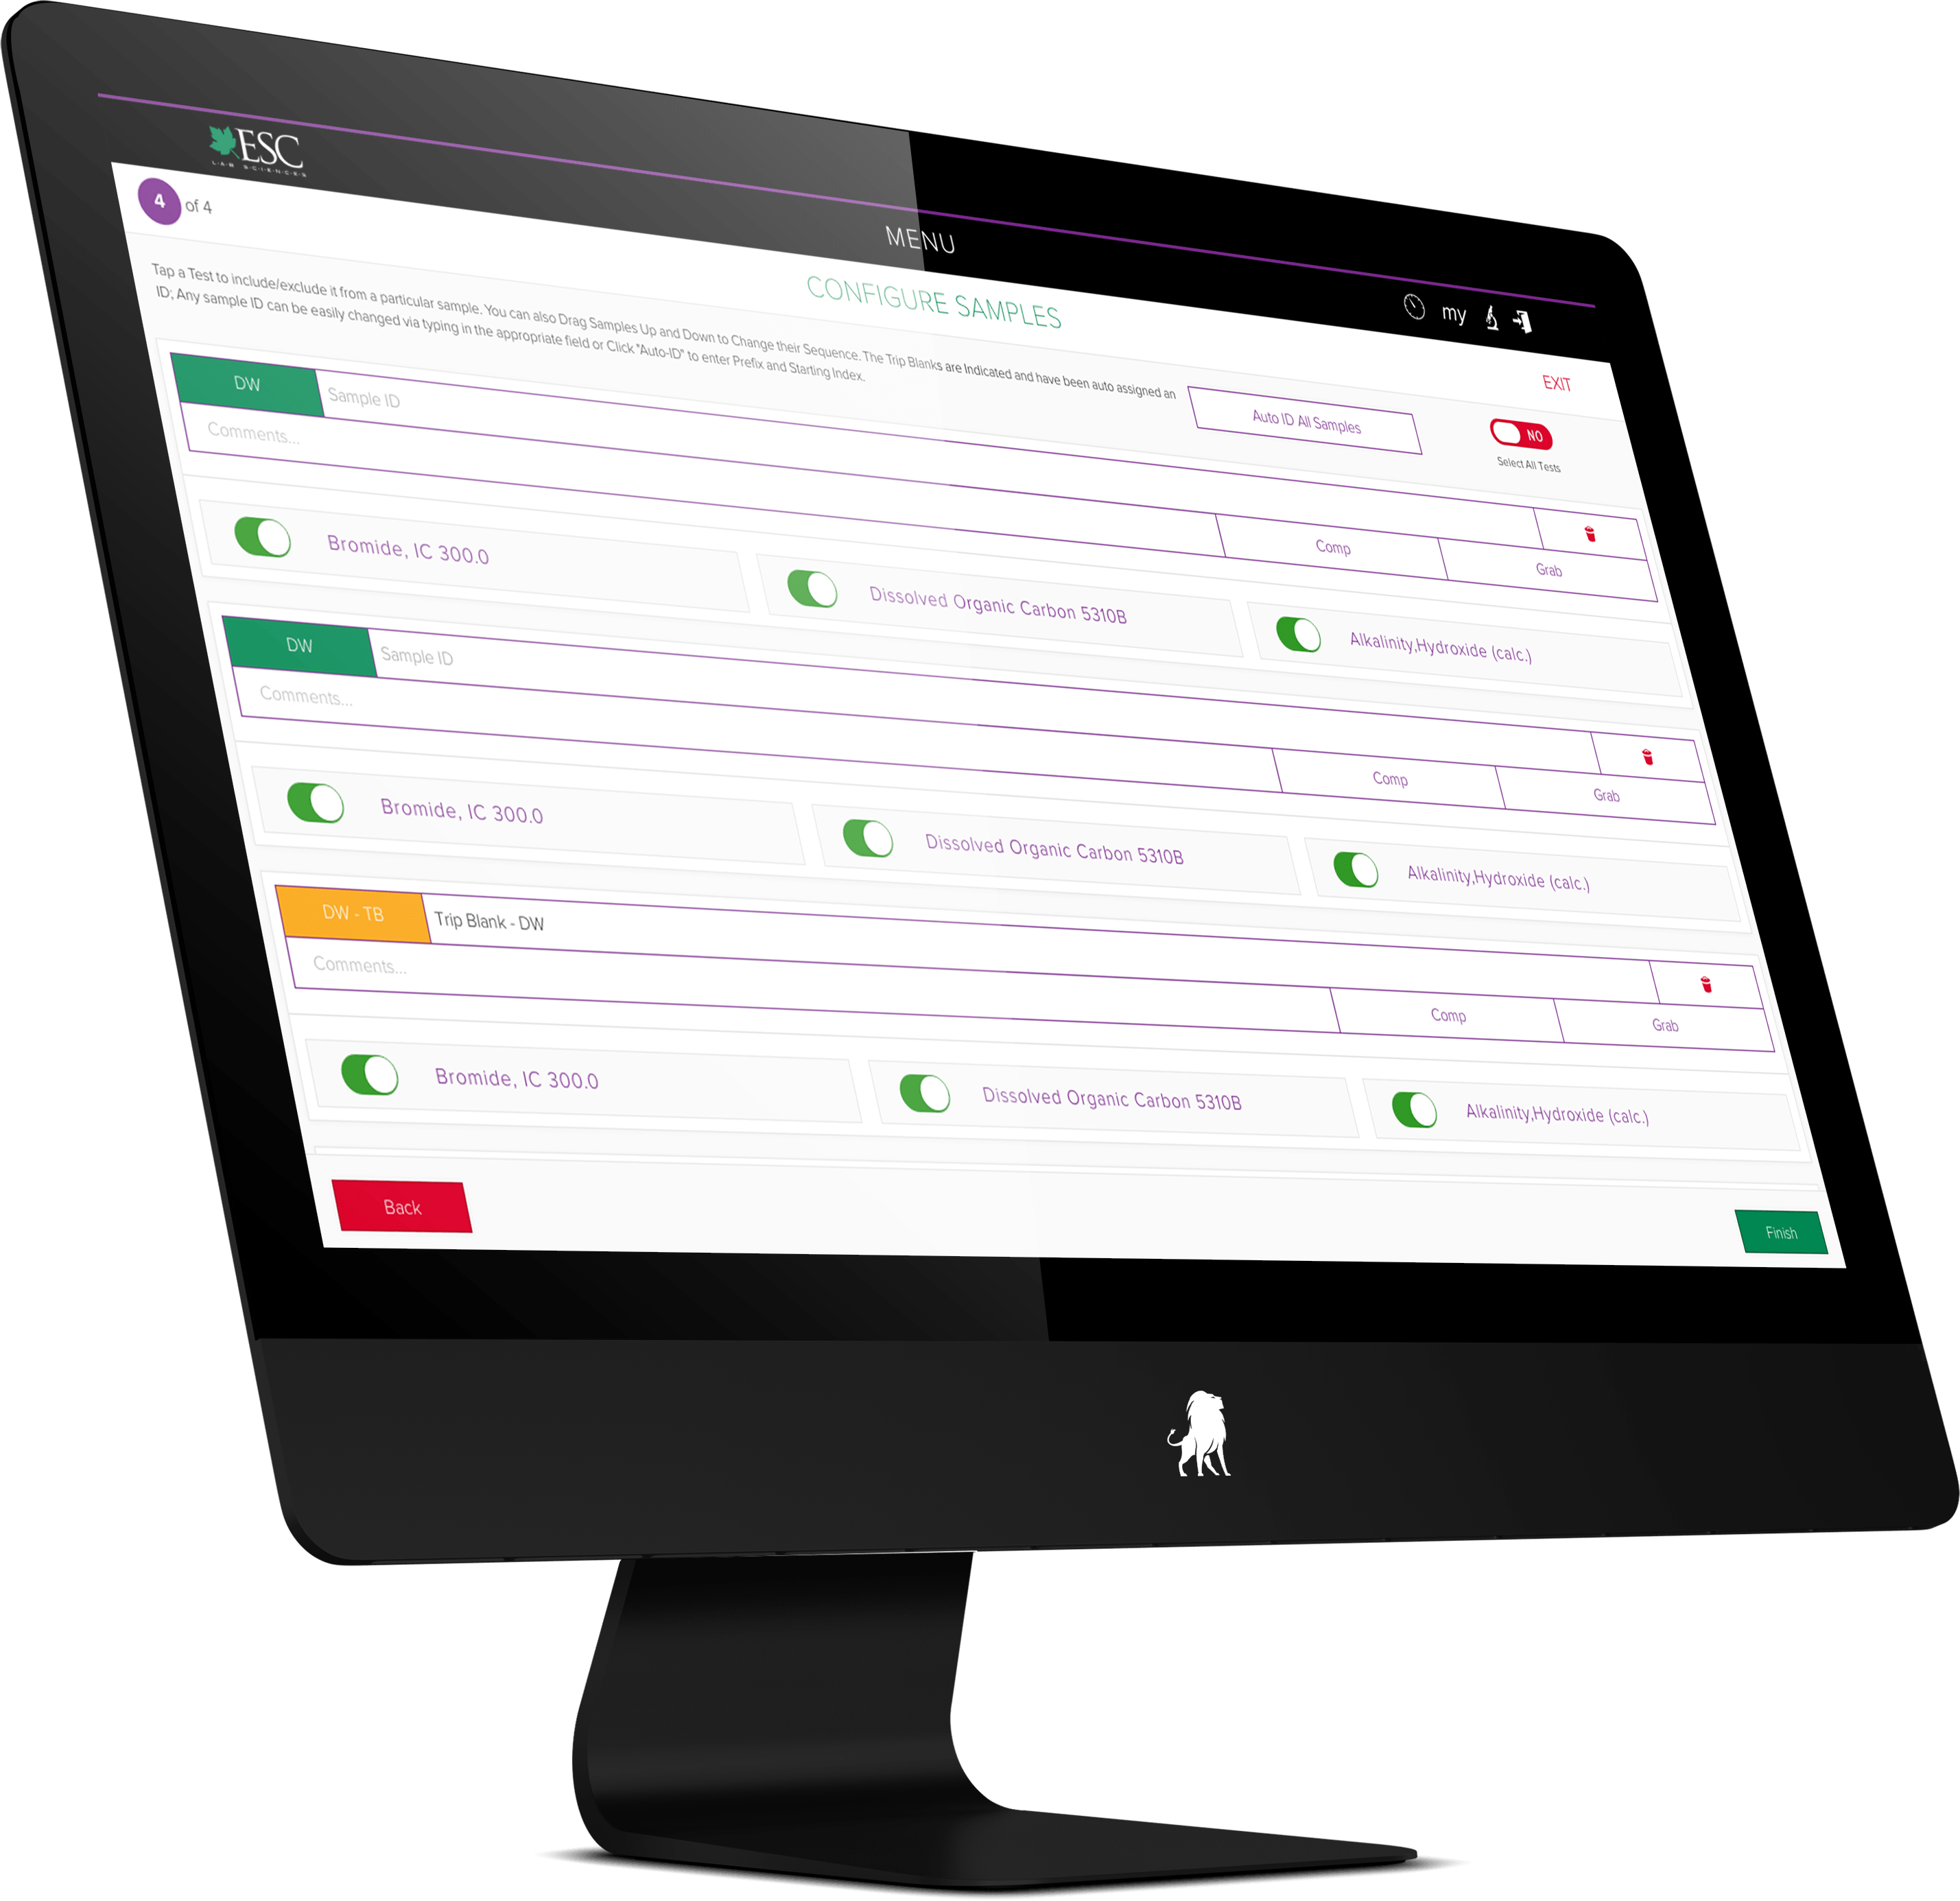 ESC
LAB SCIENCES
MENU
my
4 of 4
CONFIGURE SAMPLES
EXIT
Tap a Test to include/exclude it from a particular sample. You can also Drag Samples Up and Down to Change their Sequence. The Trip Blanks are Indicated and have been auto assigned an
ID; Any sample ID can be easily changed via typing in the appropriate field or Click "Auto-ID" to enter Prefix and Starting Index.
Auto ID All Samples
NO
Select All Tests
DW Sample ID
Comments...
Comp Grab
Bromide, IC 300.0 Dissolved Organic Carbon 5310B Alkalinity,Hydroxide (calc.)
DW Sample ID
Comments...
Comp Grab
Bromide, IC 300.0 Dissolved Organic Carbon 5310B Alkalinity,Hydroxide (calc.)
DW - TB Trip Blank - DW
Comments...
Comp Grab
Bromide, IC 300.0 Dissolved Organic Carbon 5310B Alkalinity,Hydroxide (calc.)
Back Finish